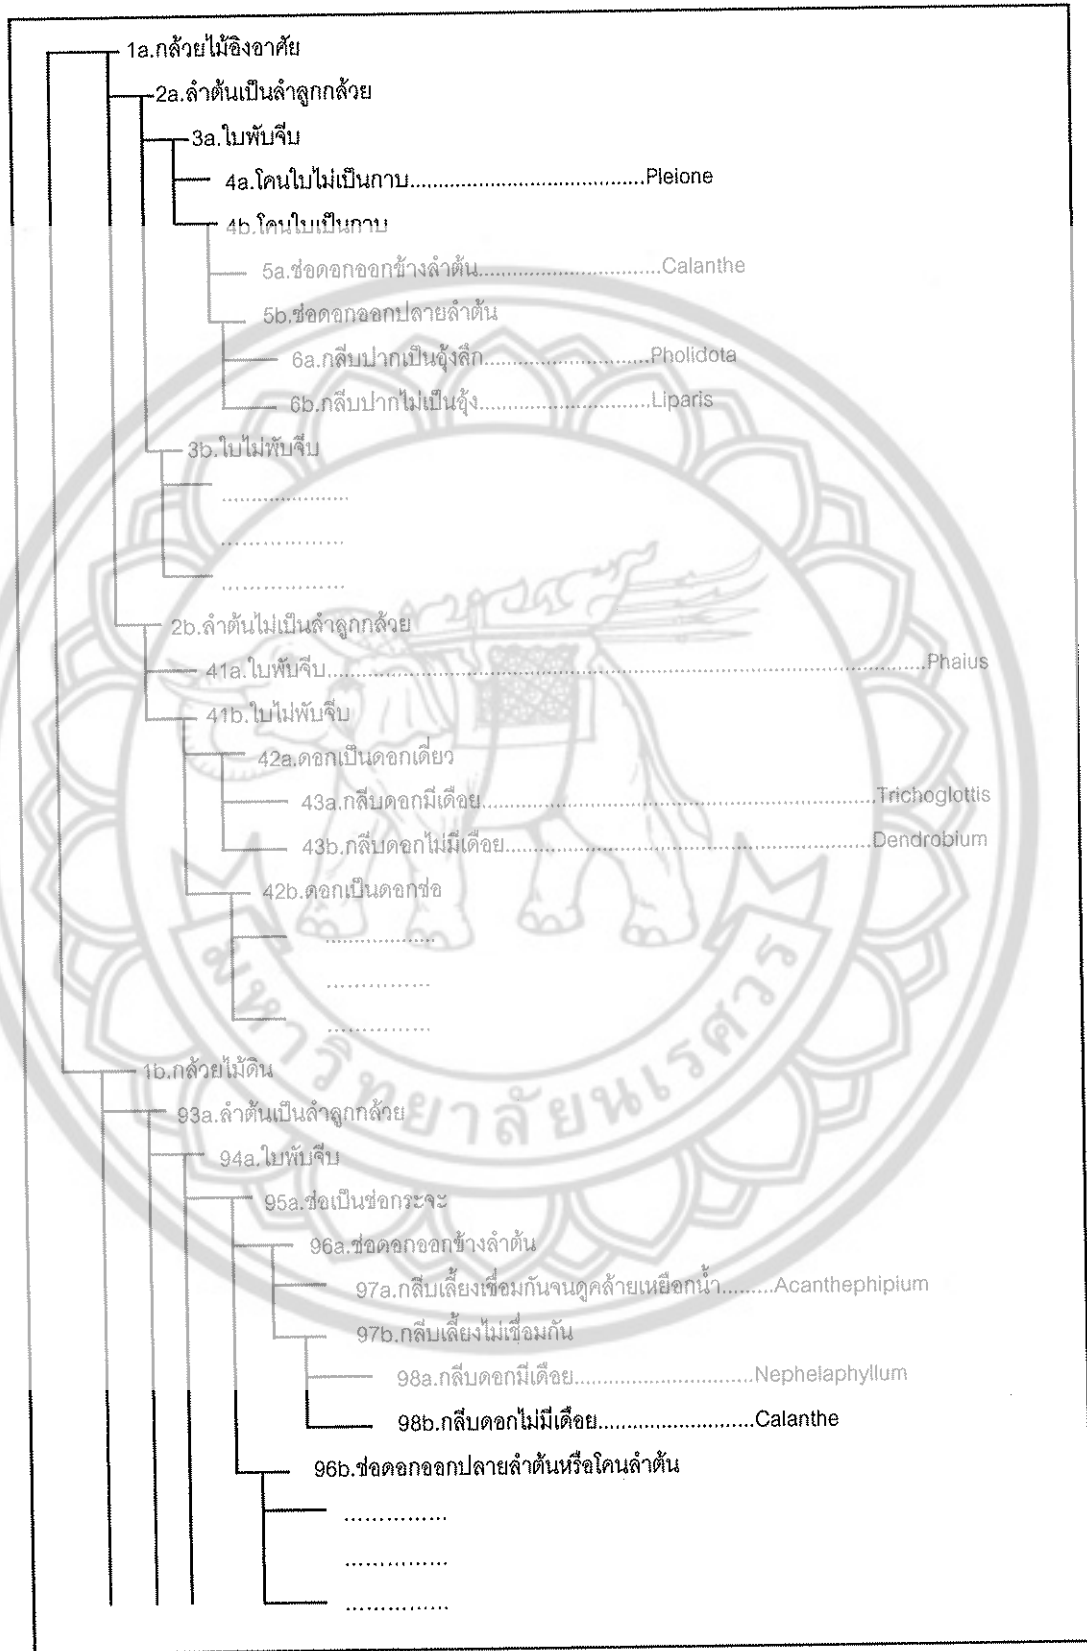 1a.กล้วยไม้อิงอาศัย
2a.ลำต้นเป็นลำลูกกล้วย
3a.ใบพับจีบ
4a.โคนใบไม่เป็นกาบ.....................................Pleione
4b.โคนใบเป็นกาบ
5a.ช่อดอกออกข้างลำต้น.............................Calanthe
5b.ช่อดอกออกปลายลำต้น
6a.กลีบปากเป็นอุ้งลึก..........................Pholidota
6b.กลีบปากไม่เป็นอุ้ง..........................Liparis
3b.ใบไม่พับจีบ
....................
..................
..................
2b.ลำต้นไม่เป็นลำลูกกล้วย
41a.ใบพับจีบ................................................................................................Phaius
41b.ใบไม่พับจีบ
42a.ดอกเป็นดอกเดี่ยว
43a.กลีบดอกมีเดือย...............................................................Trichoglottis
43b.กลีบดอกไม่มีเดือย...........................................................Dendrobium
42b.ดอกเป็นดอกช่อ
..................
...............
...............
มหาวิทยาลัยนเรศวร
1b.กล้วยไม้ดิน
93a.ลำต้นเป็นลำลูกกล้วย
94a.ใบพับจีบ
95a.ช่อเป็นช่อกระจะ
96a.ช่อดอกออกข้างลำต้น
97a.กลีบเลี้ยงเชื่อมกันจนดูคล้ายเหยือกน้ำ.........Acanthephipium
97b.กลีบเลี้ยงไม่เชื่อมกัน
98a.กลีบดอกมีเดือย.............................Nephelaphyllum
98b.กลีบดอกไม่มีเดือย.........................Calanthe
96b.ช่อดอกออกปลายลำต้นหรือโคนลำต้น
...............
...............
...............